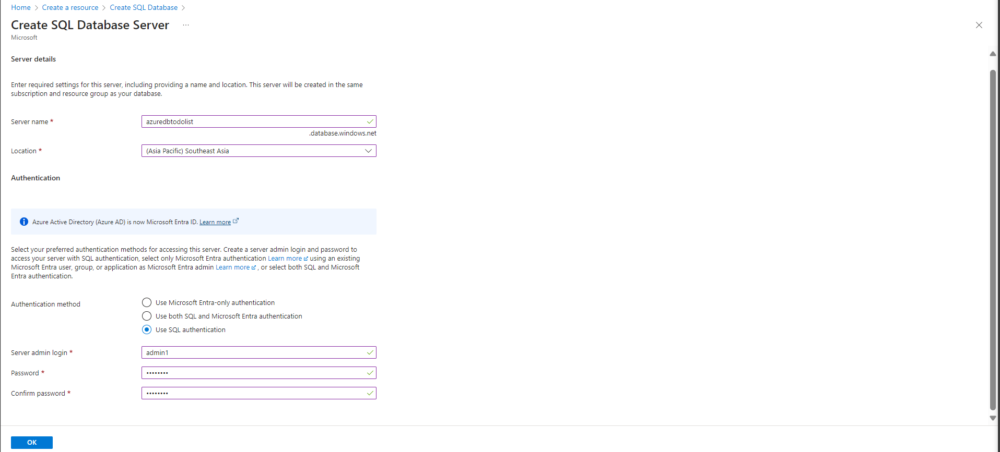 Home > Create a resource > Create SQL Database >
Create SQL Database Server ...
Microsoft
Server details
Enter required settings for this server, including providing a name and location. This server will be created in the same
subscription and resource group as your database.
Server name *
azuredbtodolist
.database.windows.net
Location *
(Asia Pacific) Southeast Asia
Authentication
Azure Active Directory (Azure AD) is now Microsoft Entra ID. Learn more
Select your preferred authentication methods for accessing this server. Create a server admin login and password to
access your server with SQL authentication, select only Microsoft Entra authentication Learn more using an existing
Microsoft Entra user, group, or application as Microsoft Entra admin Learn more , or select both SQL and Microsoft
Entra authentication.
Authentication method
Use Microsoft Entra-only authentication
Use both SQL and Microsoft Entra authentication
Use SQL authentication
Server admin login *
admin1
Password *
••••••••
Confirm password *
••••••••
OK